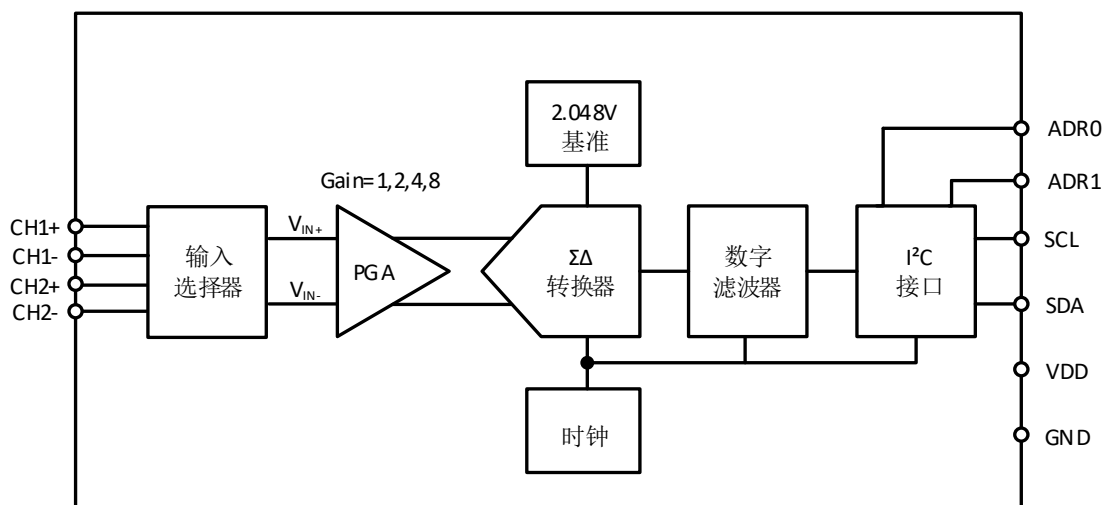 2.048V
基准
ADR0
Gain=1,2,4,8
ADR1
CH1+
CH1-
CH2+
CH2-
输入
选择器
VIN+
VIN-
PGA
ΣΔ
转换器
数字
滤波器
I²C
接口
SCL
SDA
VDD
时钟
GND